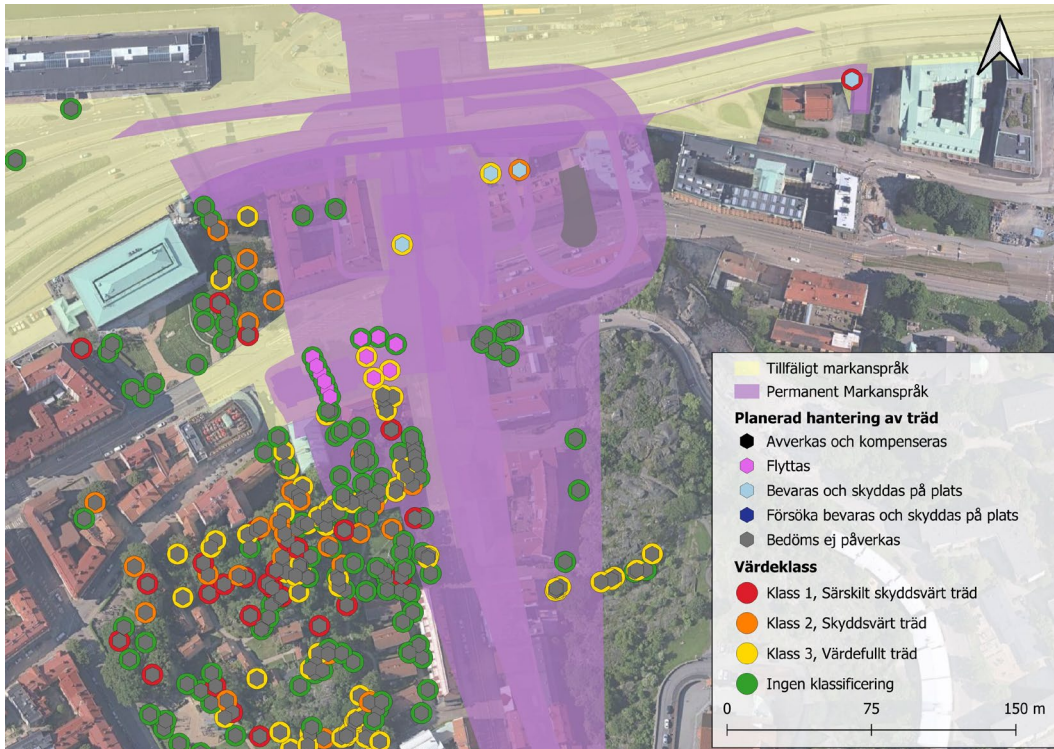 Tillfäligt markanspråk
Permanent Markanspråk
Planerad hantering av träd
Avverkas och kompenseras
Flyttas
Bevaras och skyddas på plats
Försöka bevaras och skyddas på plats
Bedöms ej påverkas
Värdeklass
Klass 1, Särskilt skyddsvärt träd
Klass 2, Skyddsvärt träd
Klass 3, Värdefullt träd
Ingen klassificering
0 75 150 m